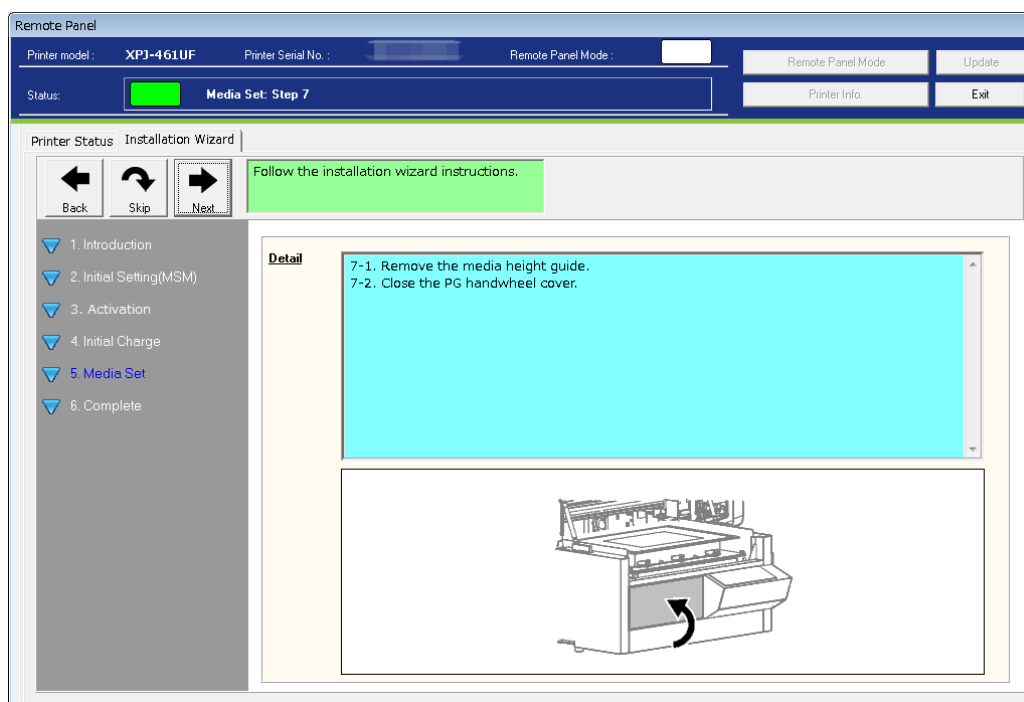 Remote Panel
Printer model : XPJ-461UF Printer Serial No. : Remote Panel Mode :
Remote Panel Mode Update
Status: Media Set: Step 7
Printer Info. Exit
Printer Status Installation Wizard
Back Skip Next
Follow the installation wizard instructions.
1. Introduction
2. Initial Setting(MSM)
3. Activation
4. Initial Charge
5. Media Set
6. Complete
Detail
7-1. Remove the media height guide.
7-2. Close the PG handwheel cover.